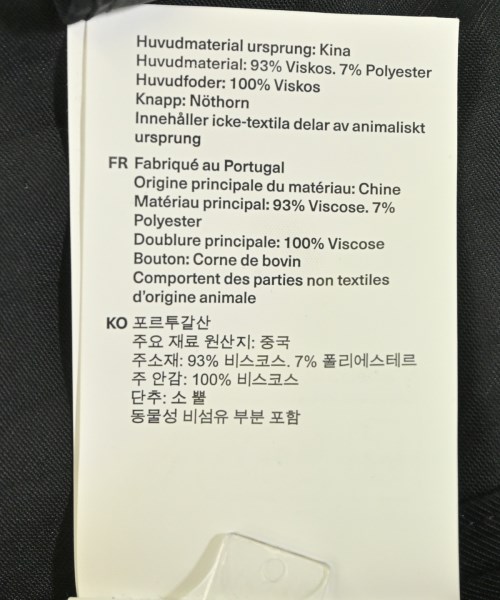 Huvudmaterial ursprung: Kina
Huvudmaterial: 93% Viskos. 7% Polyester
Huvudfoder: 100% Viskos
Knapp: Nöthorn
Innehåller icke-textila delar av animaliskt
ursprung
FR Fabriqué au Portugal
Origine principale du matériau: Chine
Matériau principal: 93% Viscose. 7%
Polyester
Doublure principale: 100% Viscose
Bouton: Corne de bovin
Comportent des parties non textiles
d'origine animale
KO 포르투갈산
주요 재료 원산지: 중국
주소재: 93% 비스코스. 7% 폴리에스테르
주 안감: 100% 비스코스
단추: 소 뿔
동물성 비섬유 부분 포함